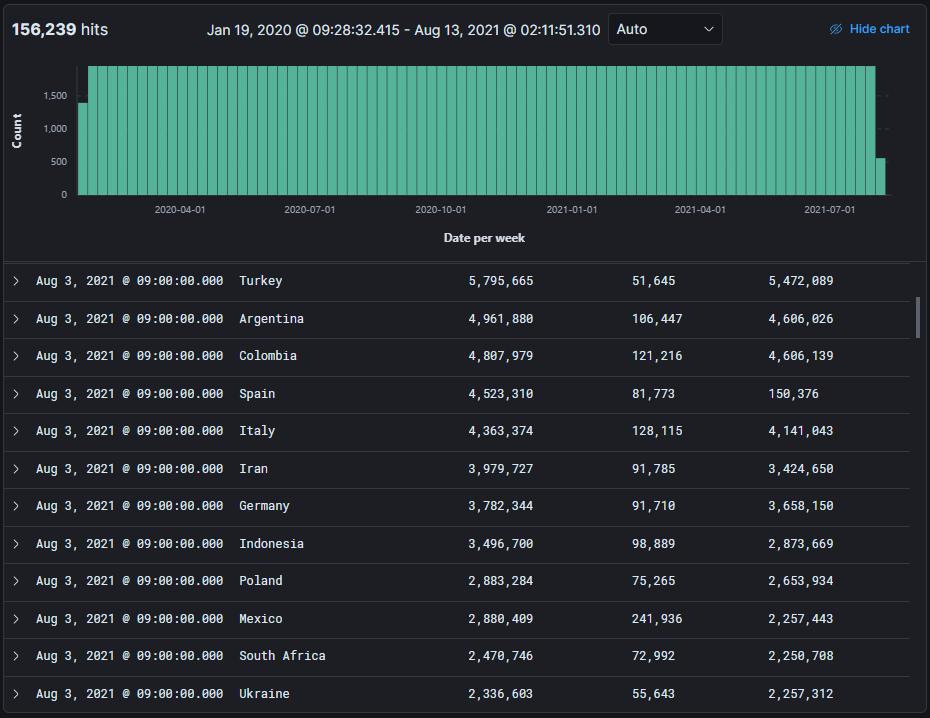 156,239 hits Jan 19, 2020 @ 09:28:32.415 - Aug 13, 2021 @ 02:11:51.310 Auto Hide chart
Count
1,500
1,000
500
0
2020-04-01 2020-07-01 2020-10-01 2021-01-01 2021-04-01 2021-07-01
Date per week
Aug 3, 2021 @ 09:00:00.000 Turkey 5,795,665 51,645 5,472,089
Aug 3, 2021 @ 09:00:00.000 Argentina 4,961,880 106,447 4,606,026
Aug 3, 2021 @ 09:00:00.000 Colombia 4,807,979 121,216 4,606,139
Aug 3, 2021 @ 09:00:00.000 Spain 4,523,310 81,773 150,376
Aug 3, 2021 @ 09:00:00.000 Italy 4,363,374 128,115 4,141,043
Aug 3, 2021 @ 09:00:00.000 Iran 3,979,727 91,785 3,424,650
Aug 3, 2021 @ 09:00:00.000 Germany 3,782,344 91,710 3,658,150
Aug 3, 2021 @ 09:00:00.000 Indonesia 3,496,700 98,889 2,873,669
Aug 3, 2021 @ 09:00:00.000 Poland 2,883,284 75,265 2,653,934
Aug 3, 2021 @ 09:00:00.000 Mexico 2,880,409 241,936 2,257,443
Aug 3, 2021 @ 09:00:00.000 South Africa 2,470,746 72,992 2,250,708
Aug 3, 2021 @ 09:00:00.000 Ukraine 2,336,603 55,643 2,257,312